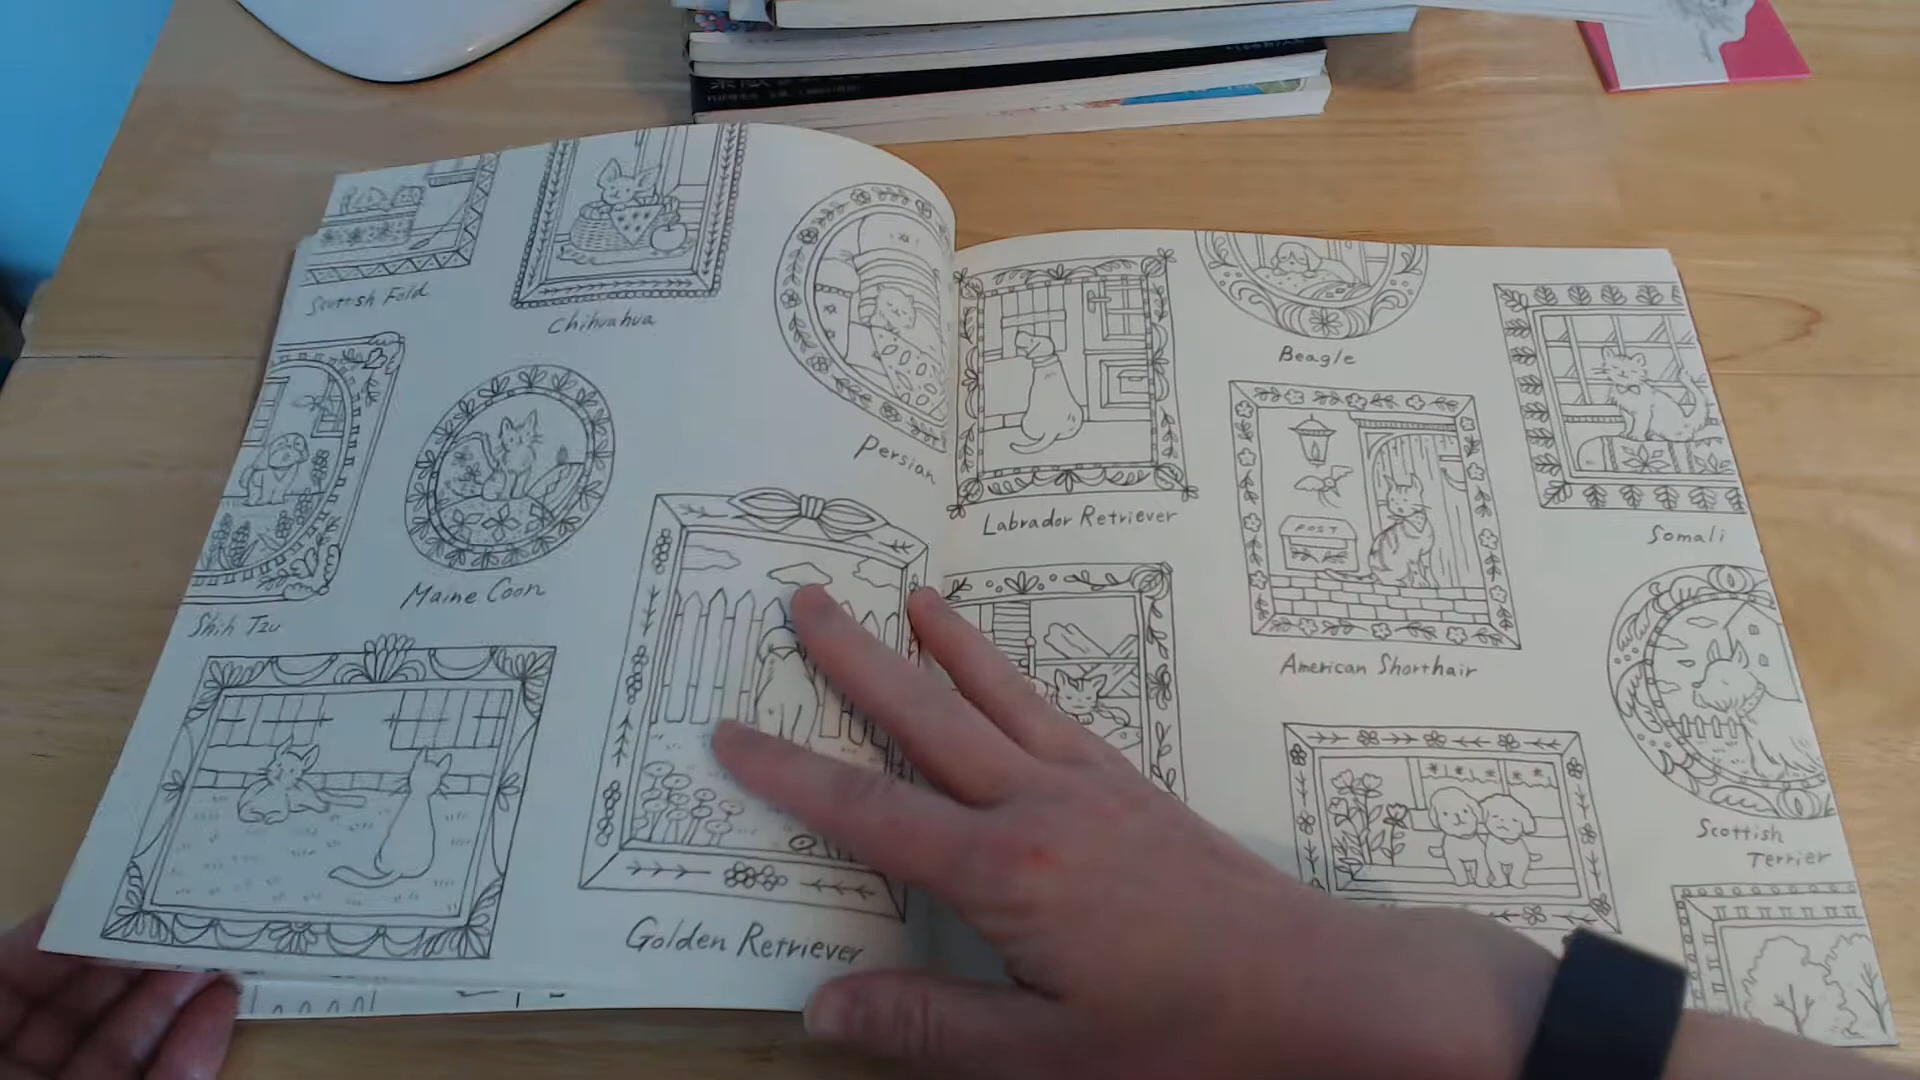 Scottish Fold
Chihuahua
Persian
Shih Tzu
Maine Coon
Golden Retriever
Labrador Retriever
Beagle
Somali
POST
American Shorthair
Scottish
Terrier